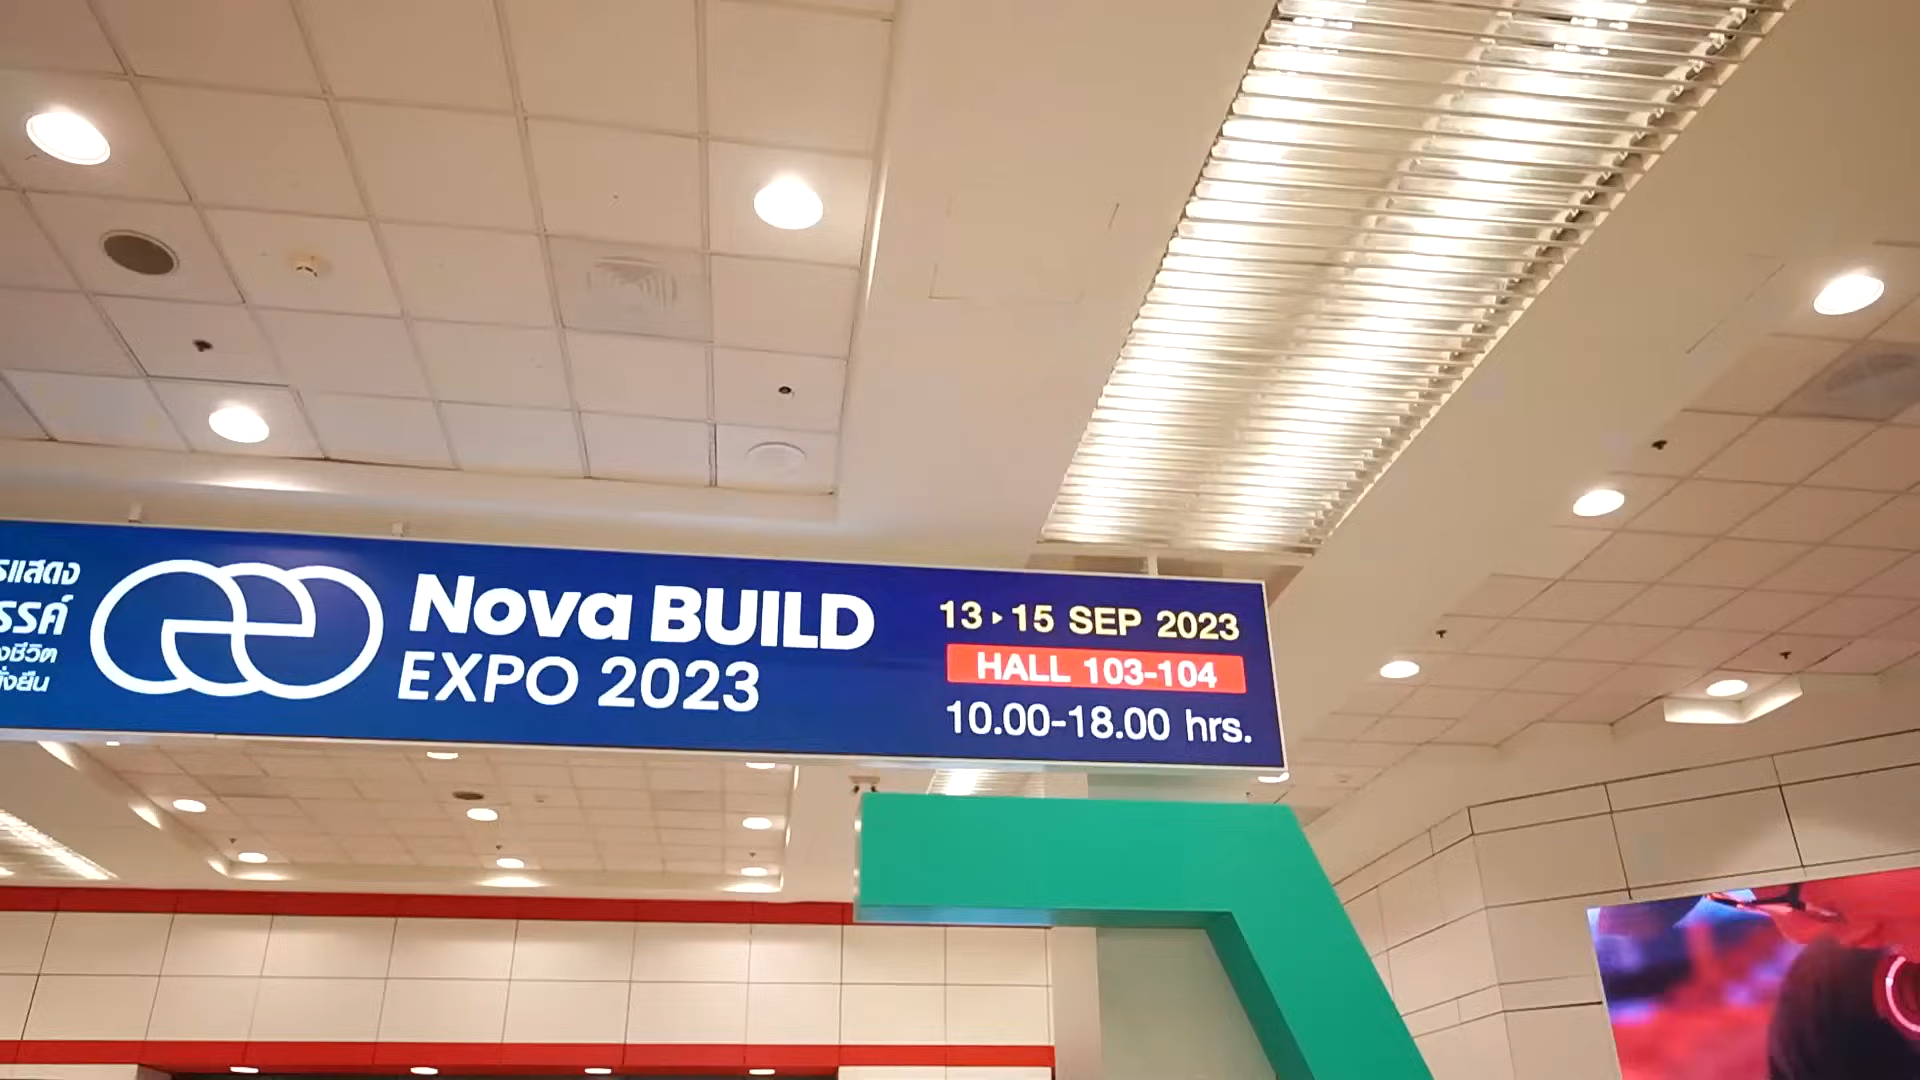 Nova BUILD
EXPO 2023
13▸15 SEP 2023
HALL 103-104
10.00-18.00 hrs.